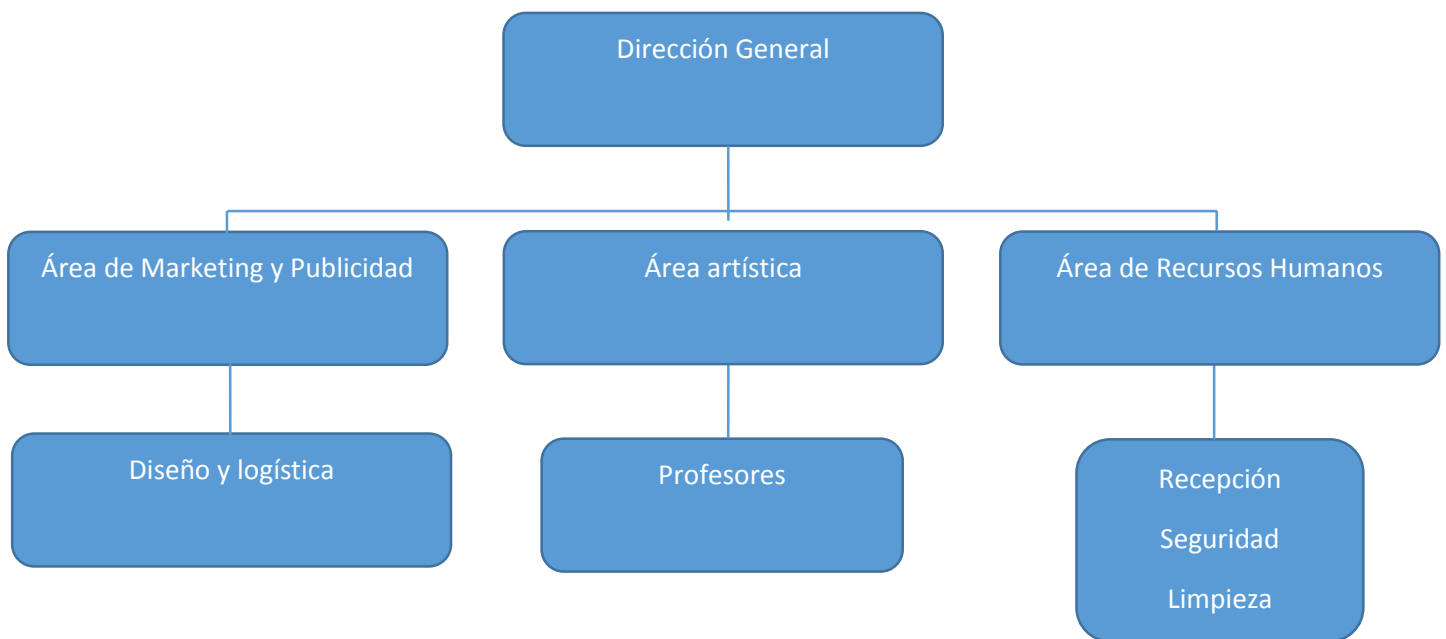 Dirección General
Área de Marketing y Publicidad
Área artística
Área de Recursos Humanos
Diseño y logística
Profesores
Recepción
Seguridad
Limpieza